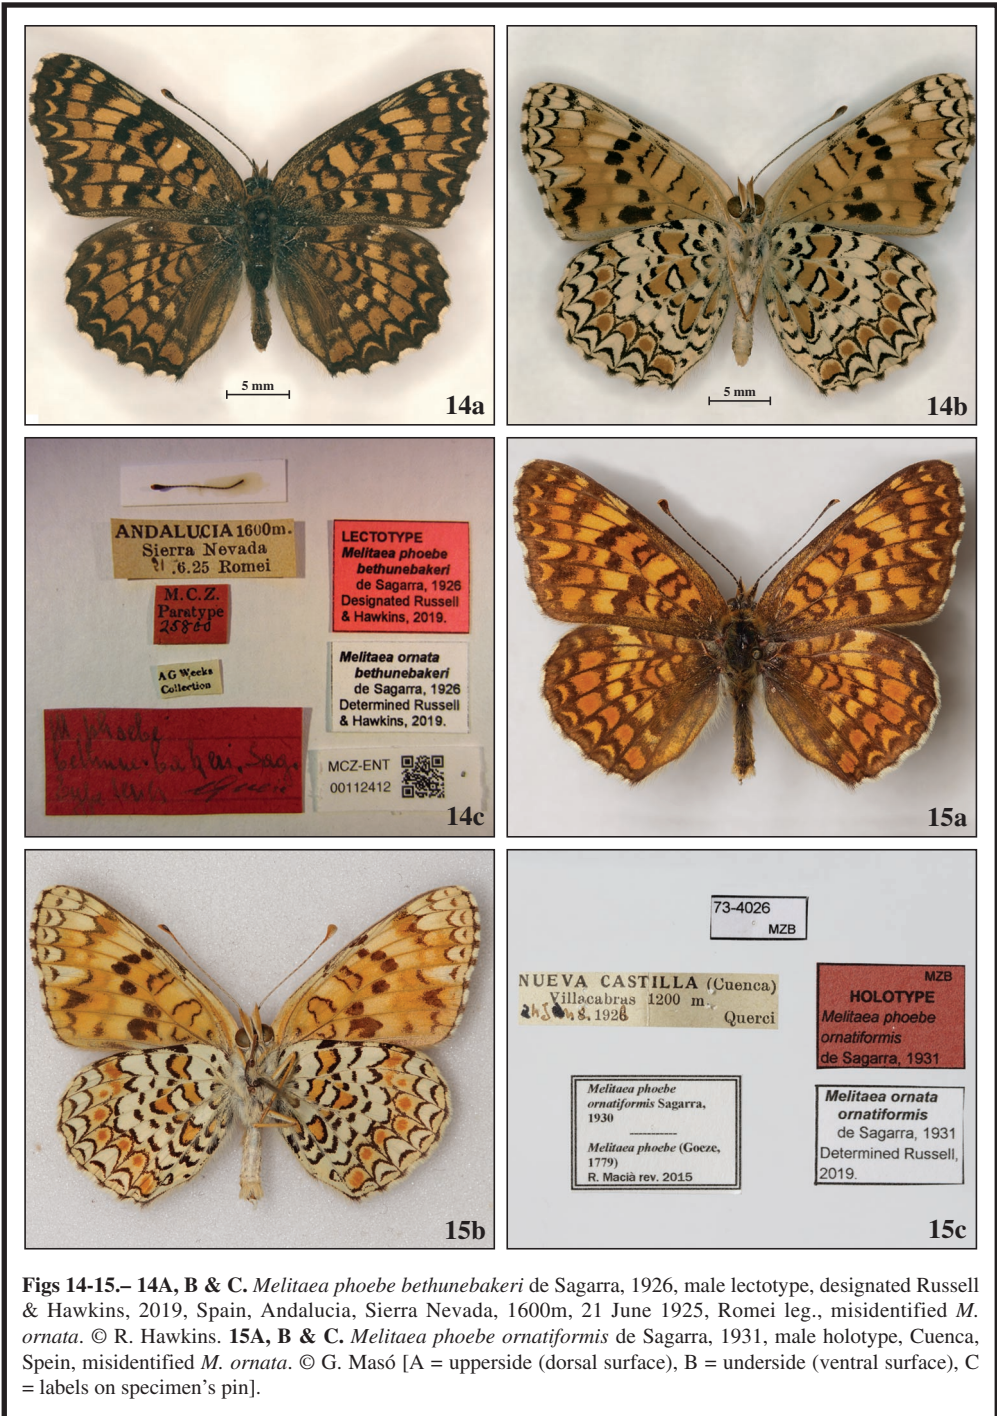 5 mm
14a
5 mm
14b
ANDALUCIA 1600m.
Sierra Nevada
21 .6.25 Romei
M.C.Z.
Paratype
25800
A G Weeks
Collection
M. phoebe
bethune-bakeri, Sag.
LECTOTYPE
Melitaea phoebe
bethunebakeri
de Sagarra, 1926
Designated Russell
& Hawkins, 2019.
Melitaea ornata
bethunebakeri
de Sagarra, 1926
Determined Russell
& Hawkins, 2019.
MCZ-ENT
00112412
14c
15a
15b
73-4026
MZB
NUEVA CASTILLA (Cuenca)
Villacabras 1200 m.
1928 Querci
MZB
HOLOTYPE
Melitaea phoebe
ornatiformis
de Sagarra, 1931
Melitaea phoebe
ornatiformis Sagarra,
1930
Melitaea phoebe (Goeze,
1779)
R. Macià rev. 2015
Melitaea ornata
ornatiformis
de Sagarra, 1931
Determined Russell,
2019.
15c
Figs 14-15.– 14A, B & C. Melitaea phoebe bethunebakeri de Sagarra, 1926, male lectotype, designated Russell
& Hawkins, 2019, Spain, Andalucia, Sierra Nevada, 1600m, 21 June 1925, Romei leg., misidentified M.
ornata. © R. Hawkins. 15A, B & C. Melitaea phoebe ornatiformis de Sagarra, 1931, male holotype, Cuenca,
Spein, misidentified M. ornata. © G. Masó [A = upperside (dorsal surface), B = underside (ventral surface), C
= labels on specimen's pin].